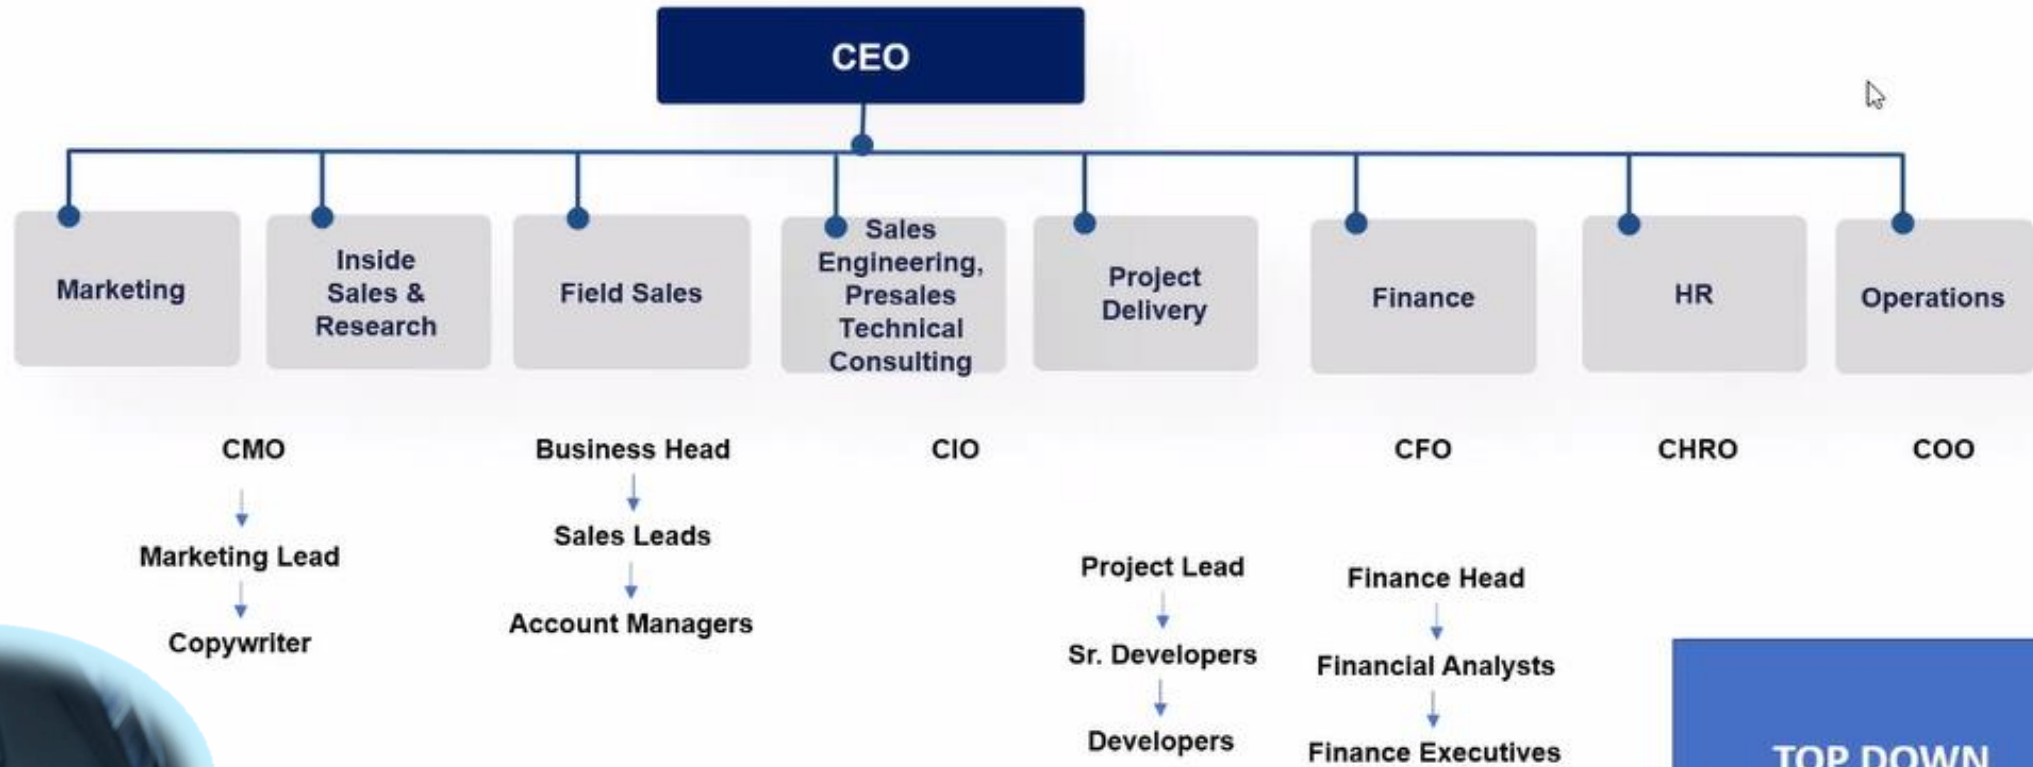 CEO
Marketing
Inside
Sales &
Research
Field Sales
Sales
Engineering,
Presales
Technical
Consulting
Project
Delivery
Finance
HR
Operations
CMO
Business Head
CIO
CFO
CHRO
COO
Marketing Lead
Copywriter
Sales Leads
Account Managers
Project Lead
Sr. Developers
Developers
Finance Head
Financial Analysts
Finance Executives
TOP DOWN